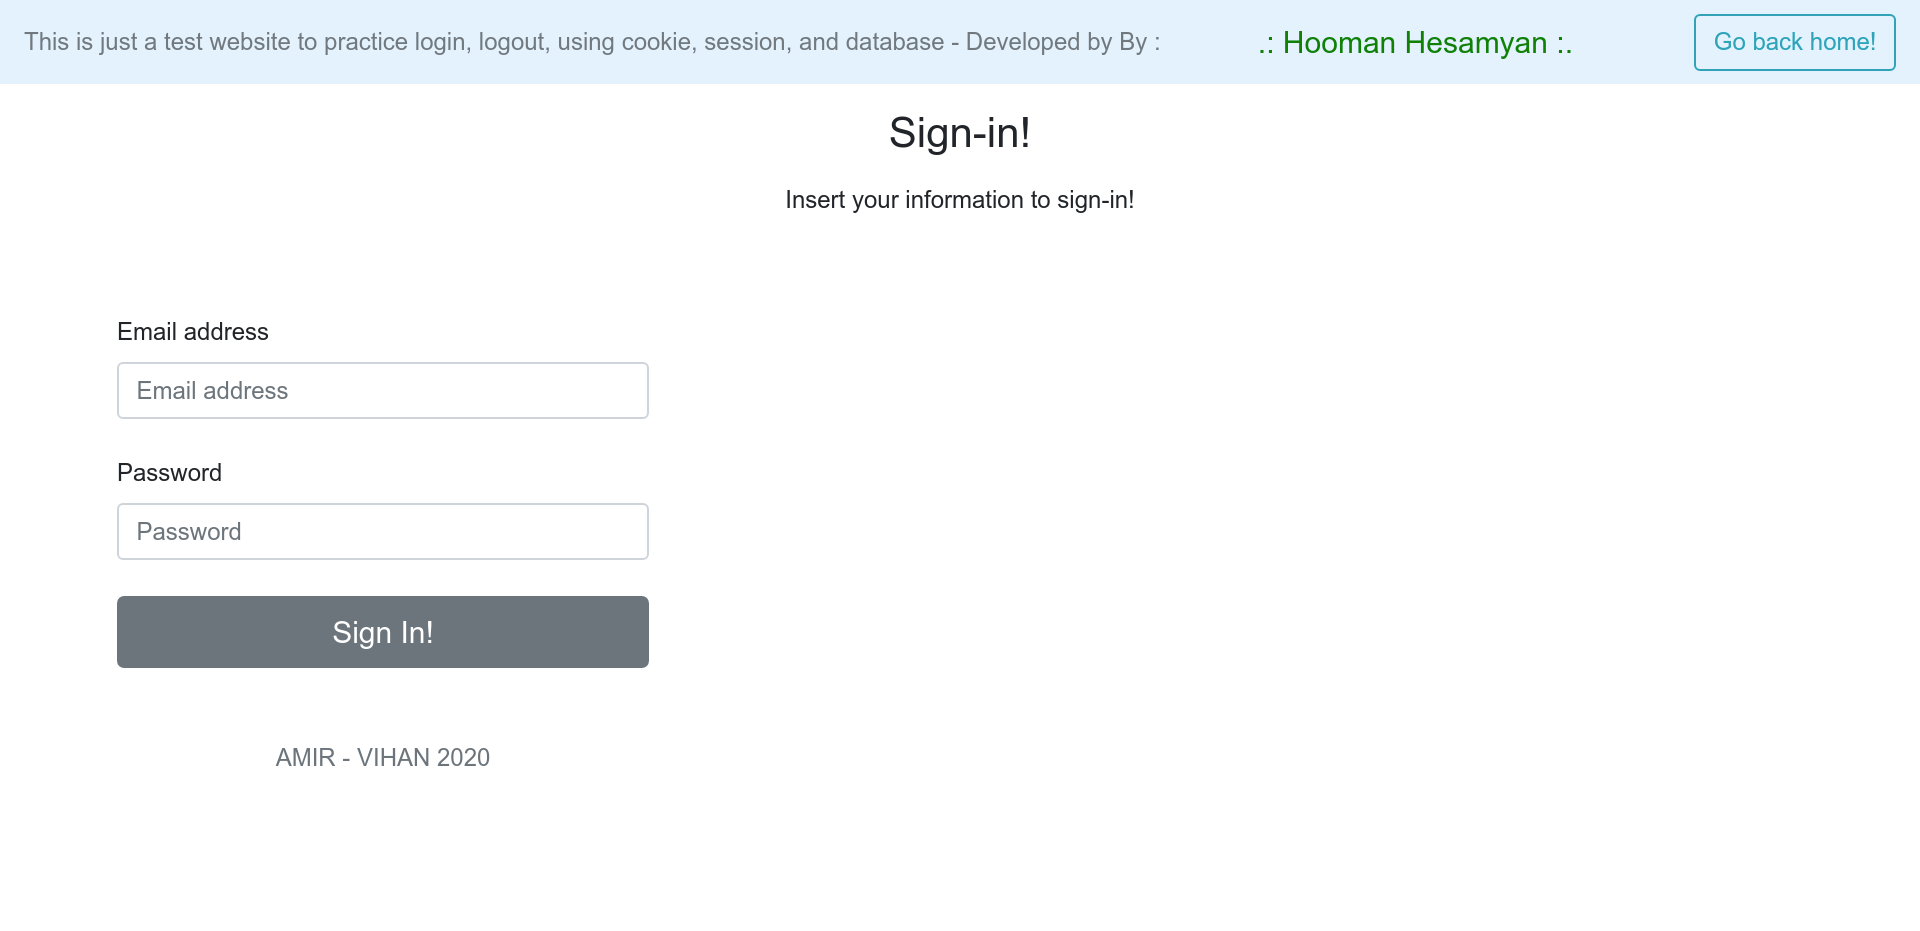 This is just a test website to practice login, logout, using cookie, session, and database - Developed by By : .: Hooman Hesamyan :. Go back home!
Sign-in!
Insert your information to sign-in!
Email address
Email address
Password
Password
Sign In!
AMIR - VIHAN 2020